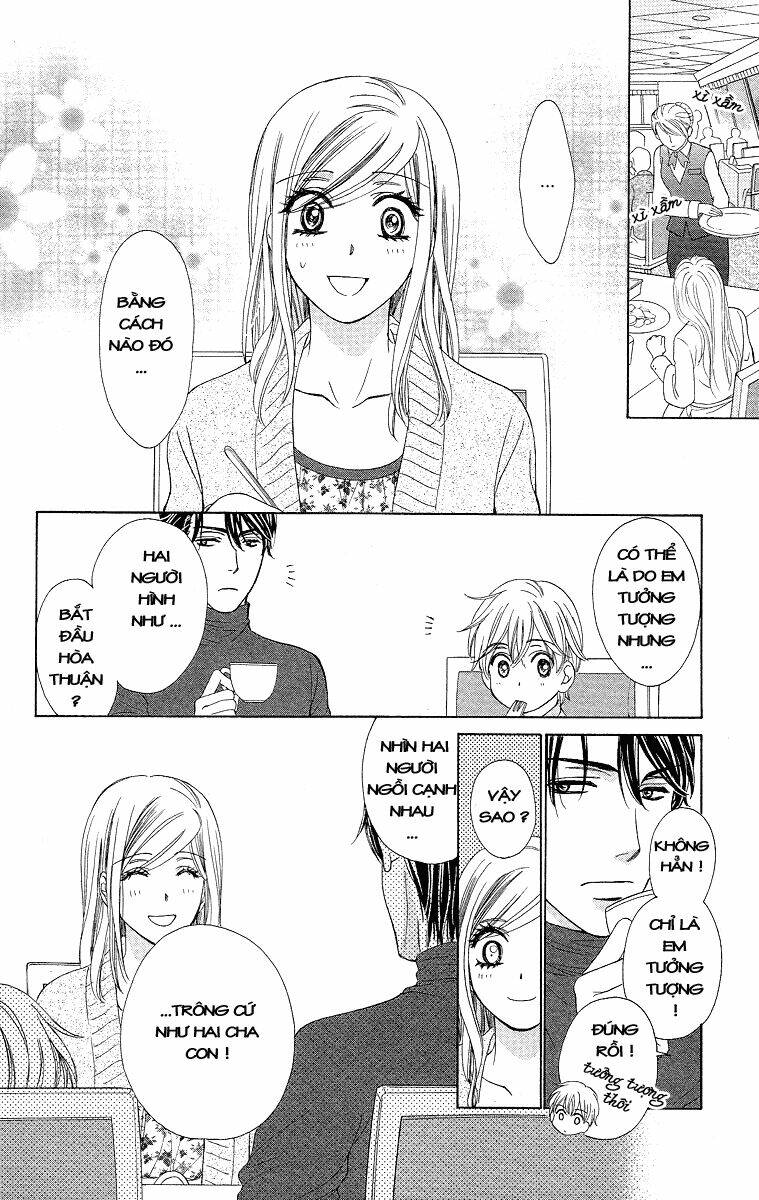 XÌ XẦM
XÌ XẦM
...
BẰNG
CÁCH
NÀO ĐÓ
...
CÓ THỂ
LÀ DO EM
TƯỞNG
TƯỢNG
NHƯNG
...
HAI
NGƯỜI
HÌNH
NHƯ ...
BẮT
ĐẦU
HÒA
THUẬN
?
KHÔNG
HẲN !
CHỈ LÀ
EM
TƯỞNG
TƯỢNG
!
ĐÚNG
RỒI !
tưởng tượng
thôi
VẬY
SAO ?
NHÌN HAI
NGƯỜI
NGỒI CẠNH
NHAU
...
...TRÔNG CỨ
NHƯ HAI CHA
CON !